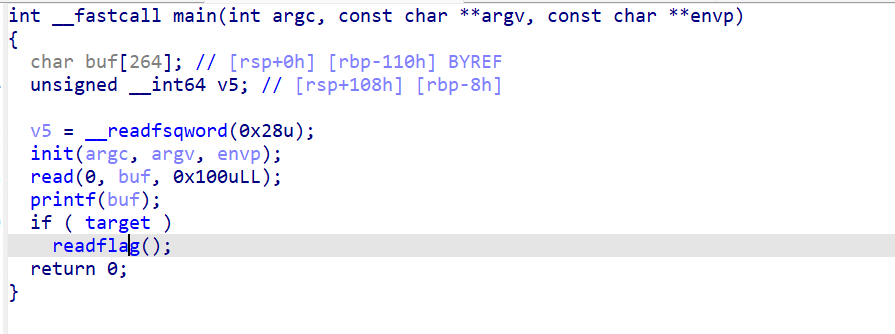 int __fastcall main(int argc, const char **argv, const char **envp)
{
  char buf[264]; // [rsp+0h] [rbp-110h] BYREF
  unsigned __int64 v5; // [rsp+108h] [rbp-8h]

  v5 = __readfsqword(0x28u);
  init(argc, argv, envp);
  read(0, buf, 0x100uLL);
  printf(buf);
  if ( target )
    readflag();
  return 0;
}